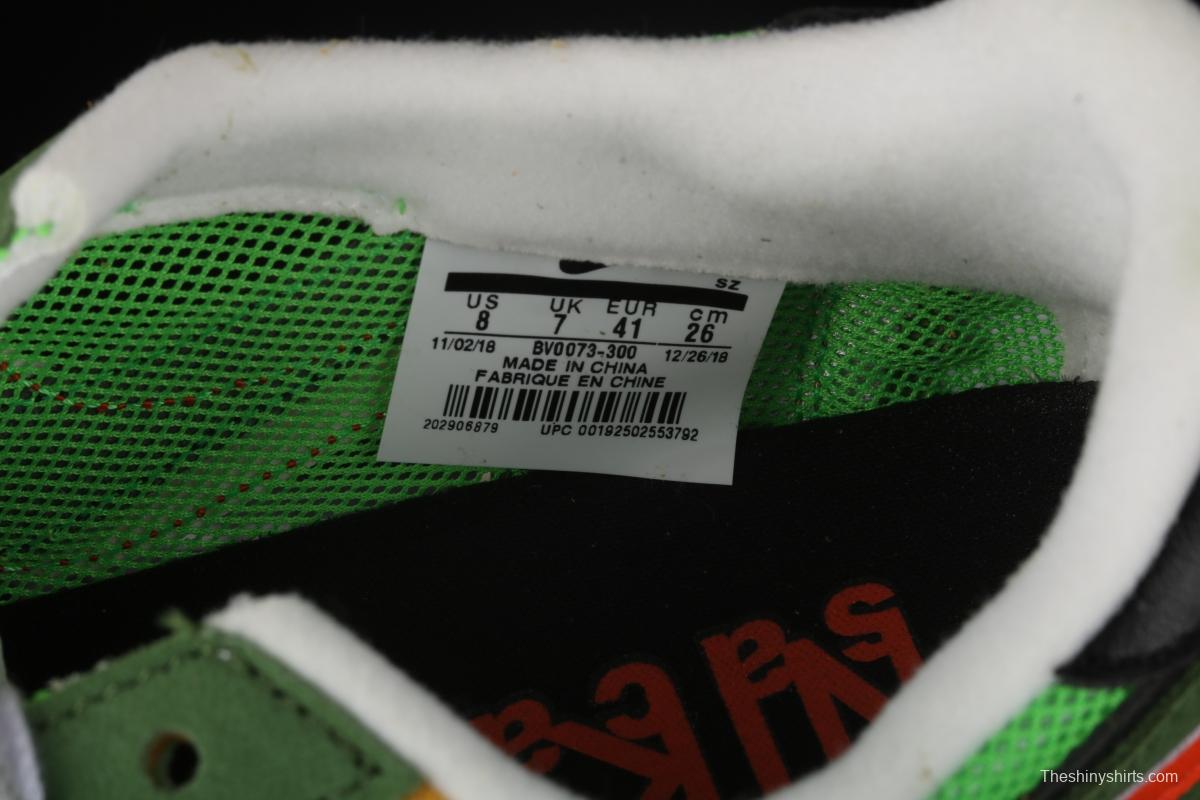 sz
US UK EUR cm
8 7 41 26
11/02/18 BV0073-300 12/26/18
MADE IN CHINA
FABRIQUE EN CHINE
202906879 UPC 00192502553792
Theshinyshirts.com